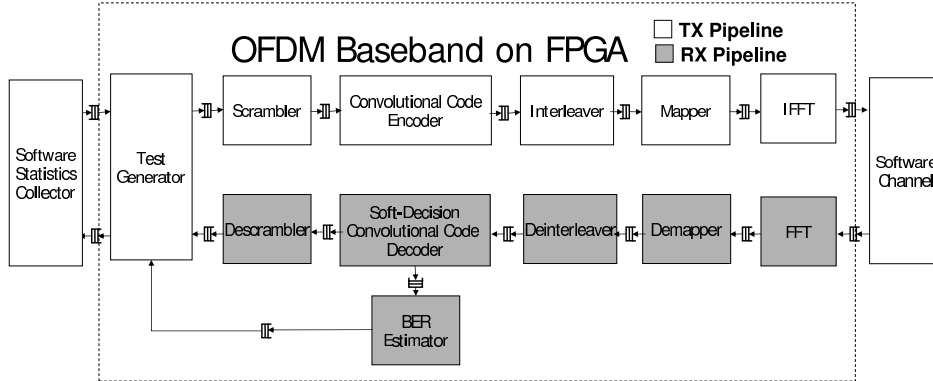 OFDM Baseband on FPGA
TX Pipeline
RX Pipeline
Software
Statistics
Collector
Test
Generator
Scrambler
Convolutional Code
Encoder
Interleaver
Mapper
IFFT
Software
Channel
Descrambler
Soft-Decision
Convolutional Code
Decoder
Deinterleaver
Demapper
FFT
BER
Estimator